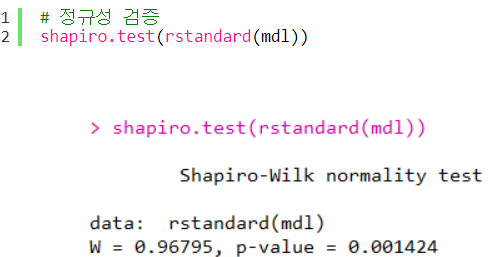 1 # 정규성 검증
2 shapiro.test(rstandard(mdl))
> shapiro.test(rstandard(mdl))
Shapiro-Wilk normality test
data:  rstandard(mdl)
W = 0.96795, p-value = 0.001424